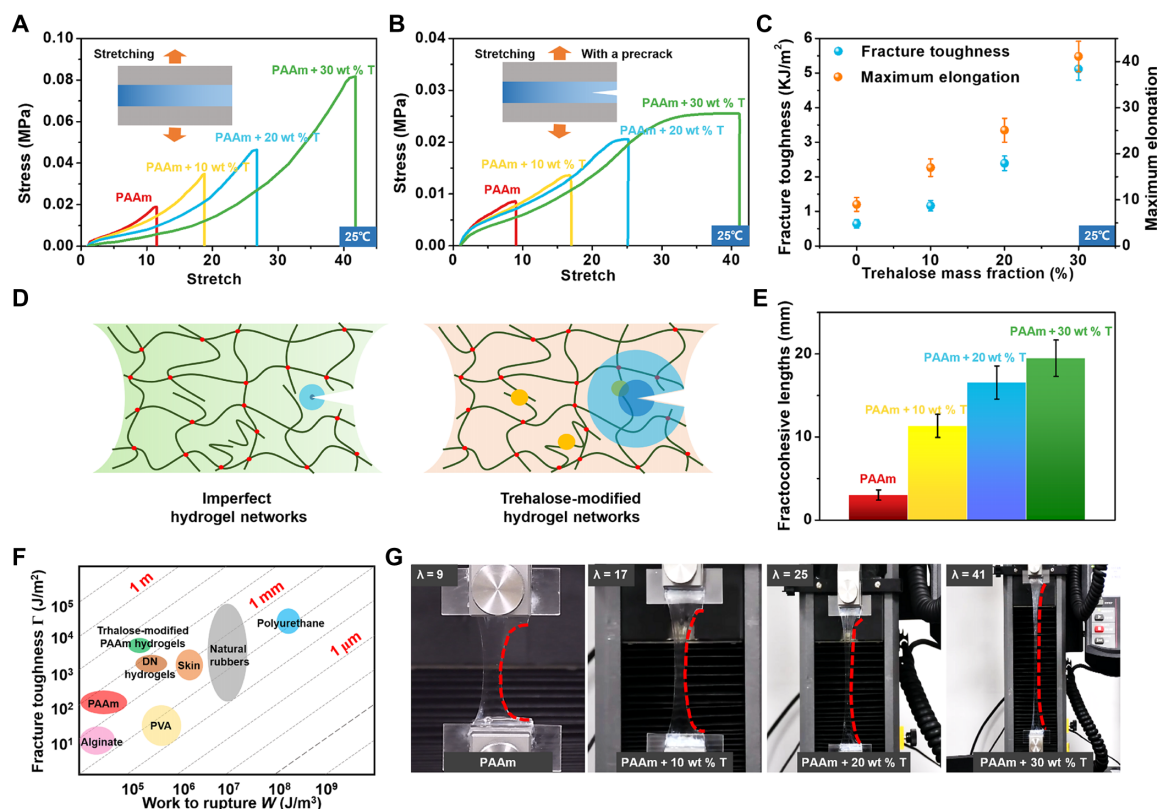 A
Stretching
PAAm + 30 wt % T
PAAm + 20 wt % T
PAAm + 10 wt % T
PAAm
0.10
0.08
0.06
0.04
0.02
0.00
Stress (MPa)
0 10 20 30 40
Stretch
25℃
B
Stretching With a precrack
PAAm + 30 wt % T
PAAm + 20 wt % T
PAAm + 10 wt % T
PAAm
0.04
0.03
0.02
0.01
0.00
Stress (MPa)
0 10 20 30 40
Stretch
25℃
C
Fracture toughness
Maximum elongation
Fracture toughness (KJ/m²)
6
5
4
3
2
1
0
40
30
20
10
0
Maximum elongation
0 10 20 30
Trehalose mass fraction (%)
25℃
D
Imperfect
hydrogel networks
Trehalose-modified
hydrogel networks
E
Fractocohesive lengths (mm)
20
10
0
PAAm
PAAm + 10 wt% T
PAAm + 20 wt % T
PAAm + 30 wt % T
F
Fracture toughness Γ (J/m²)
10⁵
10⁴
10³
10²
10¹
1 m
1 mm
1 μm
Trhalose-modified
PAAm hydrogels
DN
hydrogels
Skin
Natural
rubbers
Polyurethane
PAAm
PVA
Alginate
10⁵ 10⁶ 10⁷ 10⁸ 10⁹
Work to rupture W (J/m³)
G
λ = 9
PAAm
λ = 17
PAAm + 10 wt % T
λ = 25
PAAm + 20 wt % T
λ = 41
PAAm + 30 wt % T